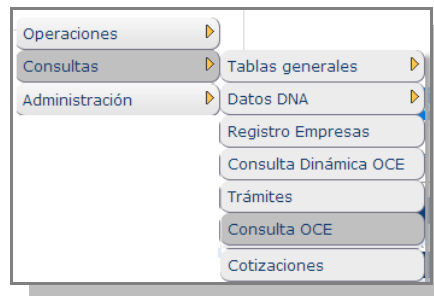 Operaciones
Consultas
Administración
Tablas generales
Datos DNA
Registro Empresas
Consulta Dinámica OCE
Trámites
Consulta OCE
Cotizaciones